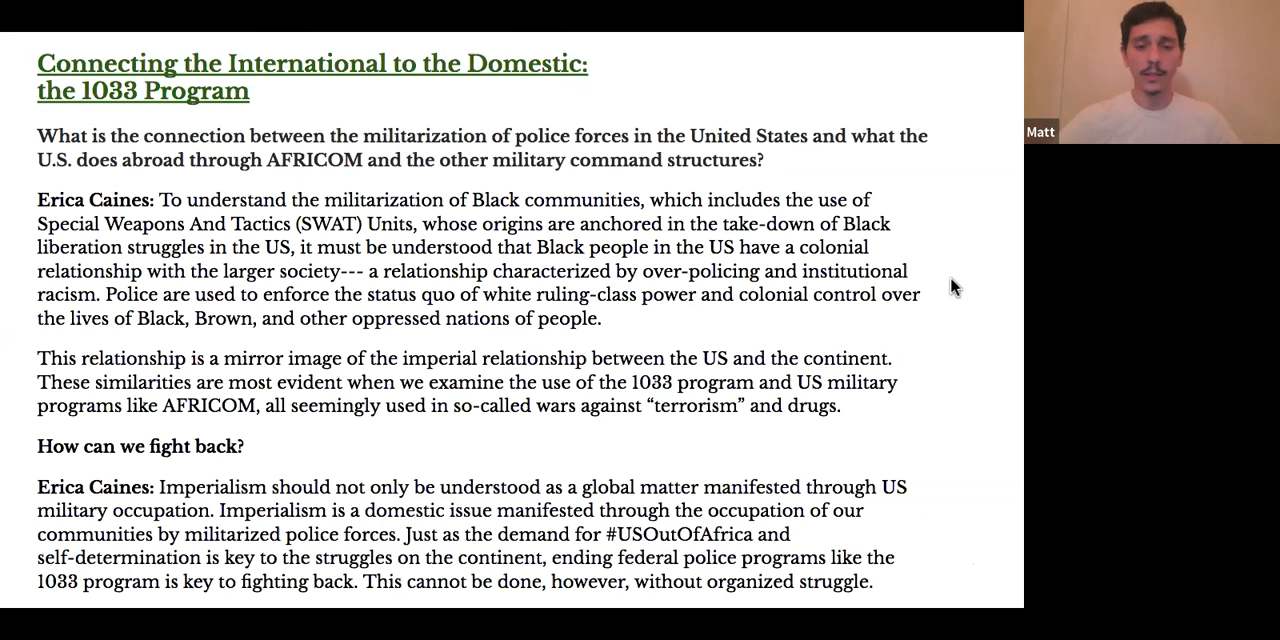 Connecting the International to the Domestic:
the 1033 Program
What is the connection between the militarization of police forces in the United States and what the
U.S. does abroad through AFRICOM and the other military command structures?
Erica Caines: To understand the militarization of Black communities, which includes the use of
Special Weapons And Tactics (SWAT) Units, whose origins are anchored in the take-down of Black
liberation struggles in the US, it must be understood that Black people in the US have a colonial
relationship with the larger society--- a relationship characterized by over-policing and institutional
racism. Police are used to enforce the status quo of white ruling-class power and colonial control over
the lives of Black, Brown, and other oppressed nations of people.
This relationship is a mirror image of the imperial relationship between the US and the continent.
These similarities are most evident when we examine the use of the 1033 program and US military
programs like AFRICOM, all seemingly used in so-called wars against “terrorism” and drugs.
How can we fight back?
Erica Caines: Imperialism should not only be understood as a global matter manifested through US
military occupation. Imperialism is a domestic issue manifested through the occupation of our
communities by militarized police forces. Just as the demand for #USOutOfAfrica and
self-determination is key to the struggles on the continent, ending federal police programs like the
1033 program is key to fighting back. This cannot be done, however, without organized struggle.
Matt